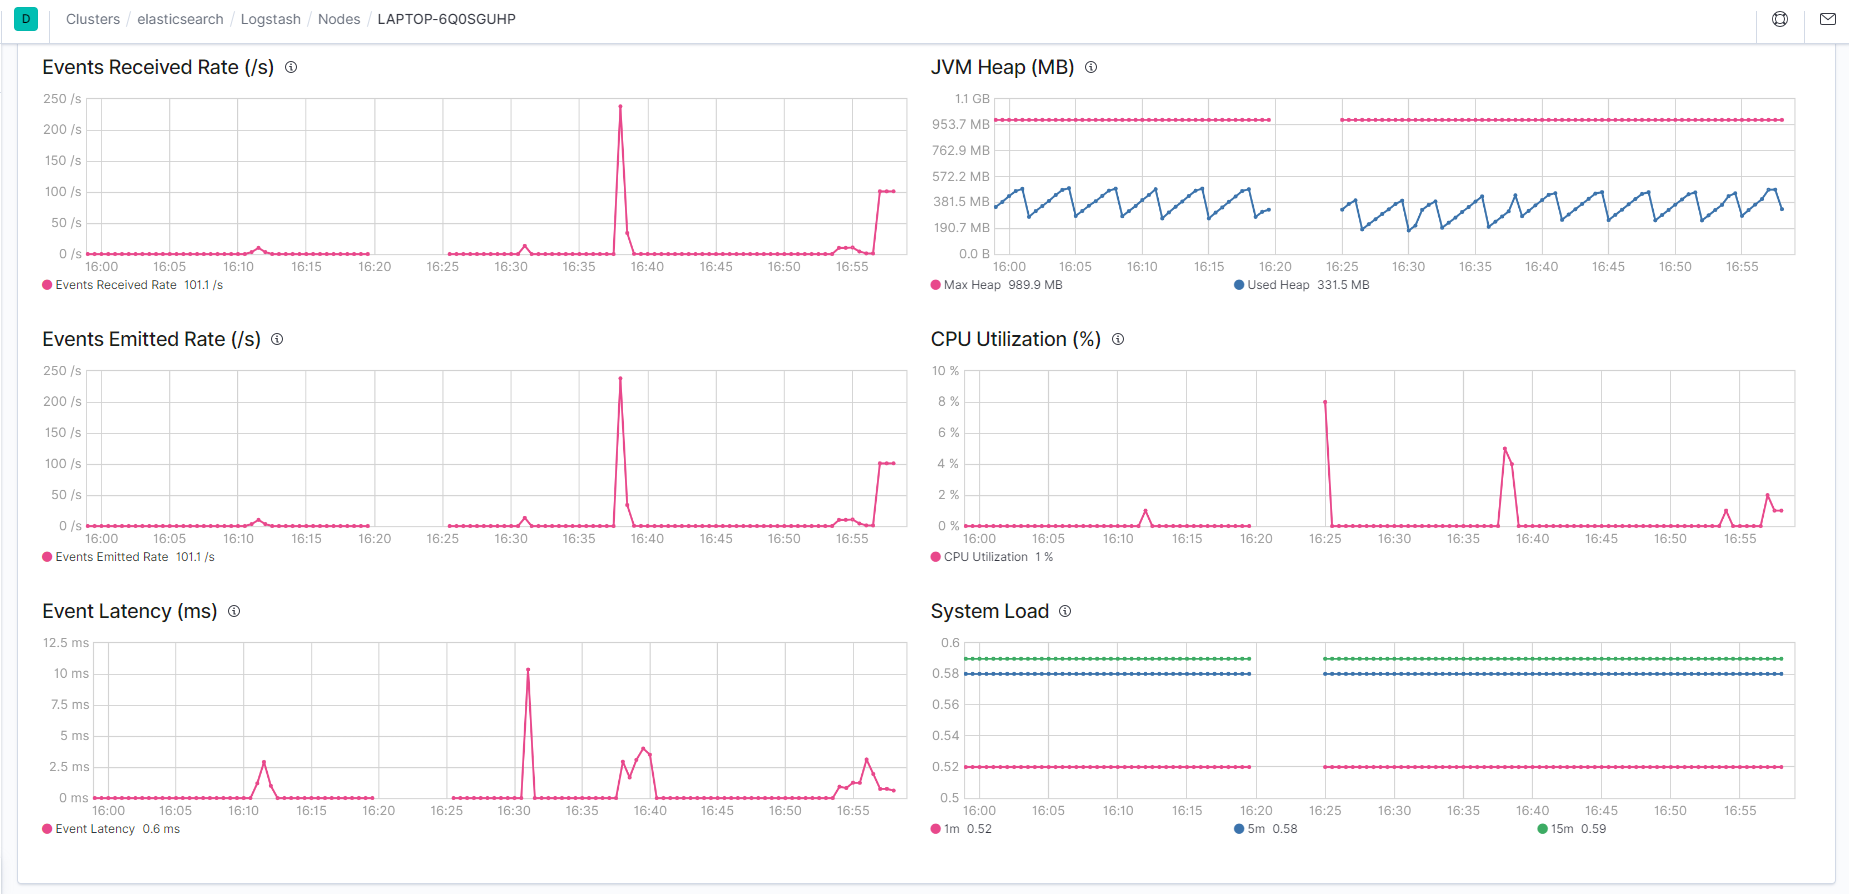 D Clusters / elasticsearch / Logstash / Nodes / LAPTOP-6Q0SGUHP
Events Received Rate (/s)
250 /s
200 /s
150 /s
100 /s
50 /s
0 /s
16:00 16:05 16:10 16:15 16:20 16:25 16:30 16:35 16:40 16:45 16:50 16:55
Events Received Rate 101.1 /s
JVM Heap (MB)
1.1 GB
953.7 MB
762.9 MB
572.2 MB
381.5 MB
190.7 MB
0.0 B
16:00 16:05 16:10 16:15 16:20 16:25 16:30 16:35 16:40 16:45 16:50 16:55
Max Heap 989.9 MB Used Heap 331.5 MB
Events Emitted Rate (/s)
250 /s
200 /s
150 /s
100 /s
50 /s
0 /s
16:00 16:05 16:10 16:15 16:20 16:25 16:30 16:35 16:40 16:45 16:50 16:55
Events Emitted Rate 101.1 /s
CPU Utilization (%)
10 %
8 %
6 %
4 %
2 %
0 %
16:00 16:05 16:10 16:15 16:20 16:25 16:30 16:35 16:40 16:45 16:50 16:55
CPU Utilization 1 %
Event Latency (ms)
12.5 ms
10 ms
7.5 ms
5 ms
2.5 ms
0 ms
16:00 16:05 16:10 16:15 16:20 16:25 16:30 16:35 16:40 16:45 16:50 16:55
Event Latency 0.6 ms
System Load
0.6
0.58
0.56
0.54
0.52
0.5
16:00 16:05 16:10 16:15 16:20 16:25 16:30 16:35 16:40 16:45 16:50 16:55
1m 0.52 5m 0.58 15m 0.59